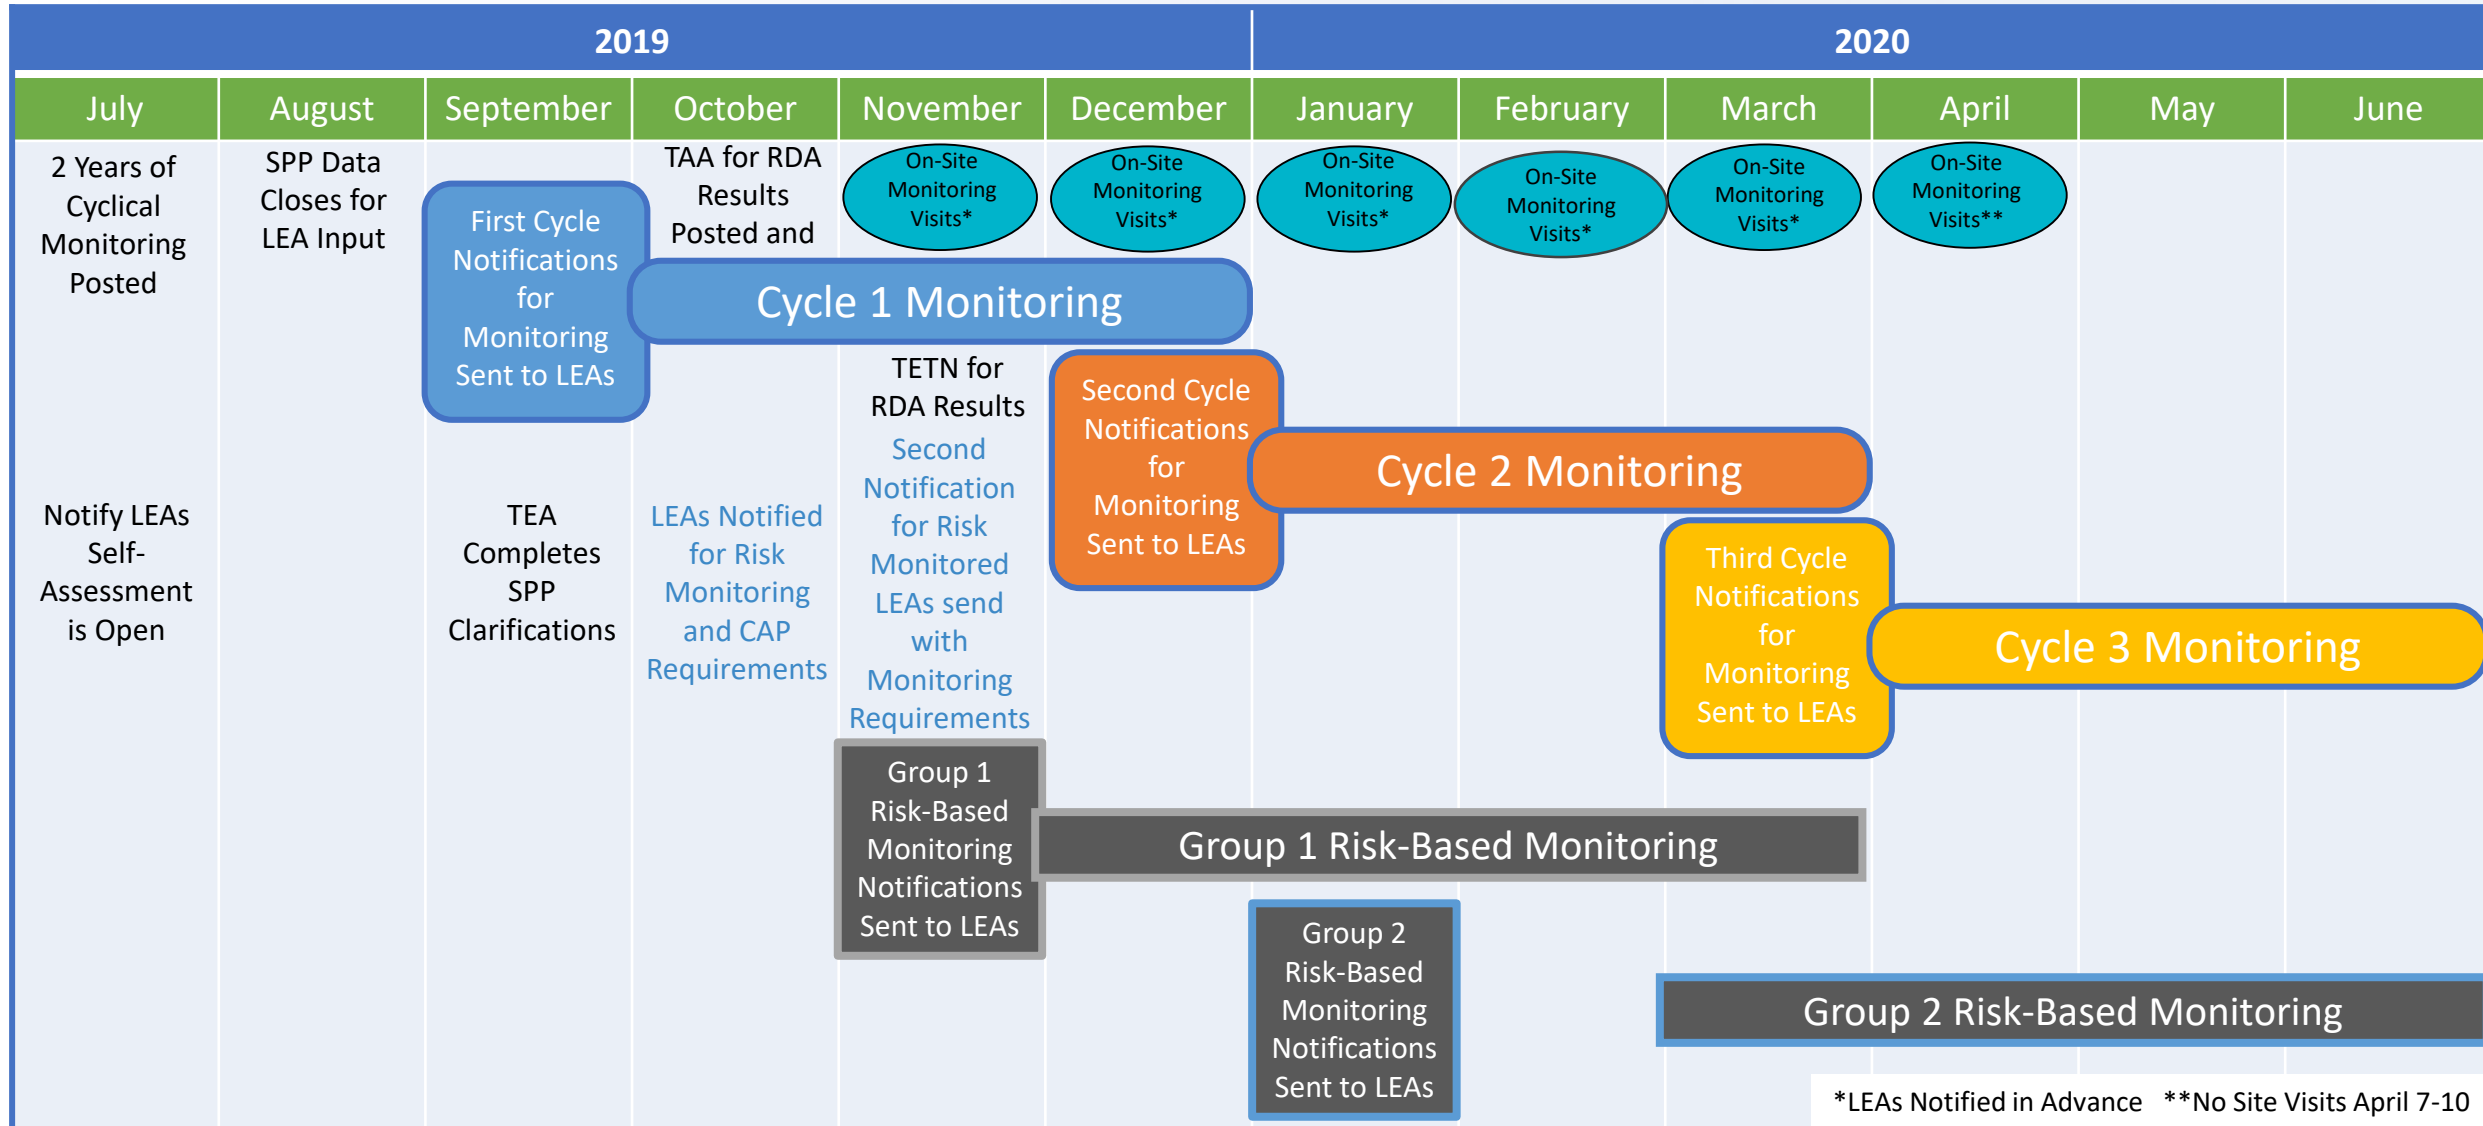 2019
2020
July
August
September
October
November
December
January
February
March
April
May
June
2 Years of
Cyclical
Monitoring
Posted
Notify LEAs
Self-
Assessment
is Open
SPP Data
Closes for
LEA Input
First Cycle
Notifications
for
Monitoring
Sent to LEAs
TEA
Completes
SPP
Clarifications
TAA for RDA
Results
Posted and
LEAs Notified
for Risk
Monitoring
and CAP
Requirements
On-Site
Monitoring
Visits*
On-Site
Monitoring
Visits*
On-Site
Monitoring
Visits*
On-Site
Monitoring
Visits*
On-Site
Monitoring
Visits*
On-Site
Monitoring
Visits**
Cycle 1 Monitoring
TETN for
RDA Results
Second
Notification
for Risk
Monitored
LEAs send
with
Monitoring
Requirements
Second Cycle
Notifications
for
Monitoring
Sent to LEAs
Cycle 2 Monitoring
Third Cycle
Notifications
for
Monitoring
Sent to LEAs
Cycle 3 Monitoring
Group 1
Risk-Based
Monitoring
Notifications
Sent to LEAs
Group 1 Risk-Based Monitoring
Group 2
Risk-Based
Monitoring
Notifications
Sent to LEAs
Group 2 Risk-Based Monitoring
*LEAs Notified in Advance **No Site Visits April 7-10